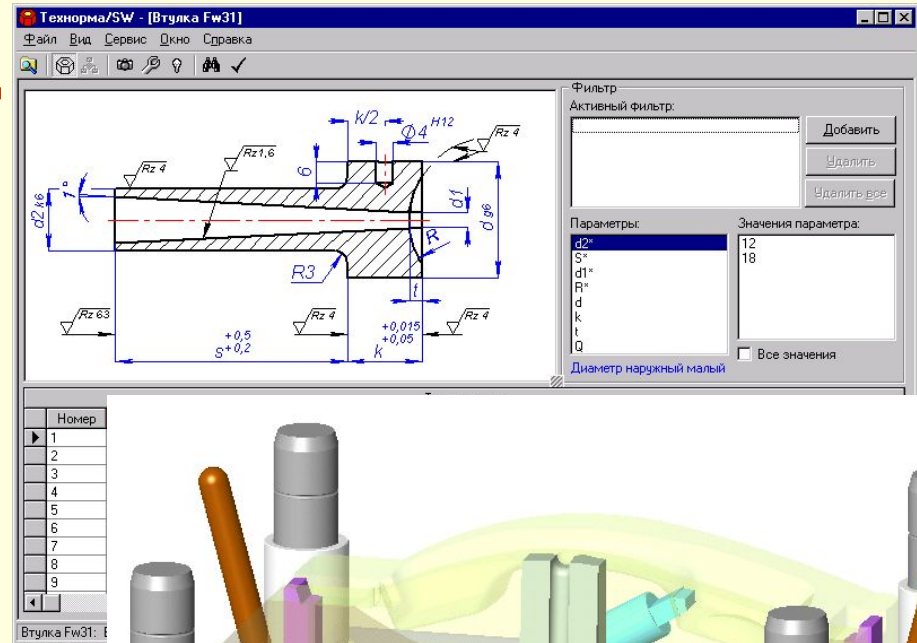 Технорма/SW - [Втулка Fw31]
Файл Вид Сервис Окно Справка
k/2
Ø4 H12
Rz 4
Rz 4
Rz1,6
6
1°
d2 k6
d1
d g6
R
R3
t
Rz 63
Rz 4
Rz 4
+0,5
s+0,2
+0,015
+0,05
k
Фильтр
Активный фильтр:
Добавить
Удалить
Удалить все
Параметры:
Значения параметра:
d2*
S*
d1*
R*
d
k
t
Q
12
18
Все значения
Диаметр наружный малый
Номер
1
2
3
4
5
6
7
8
9
Втулка Fw31: